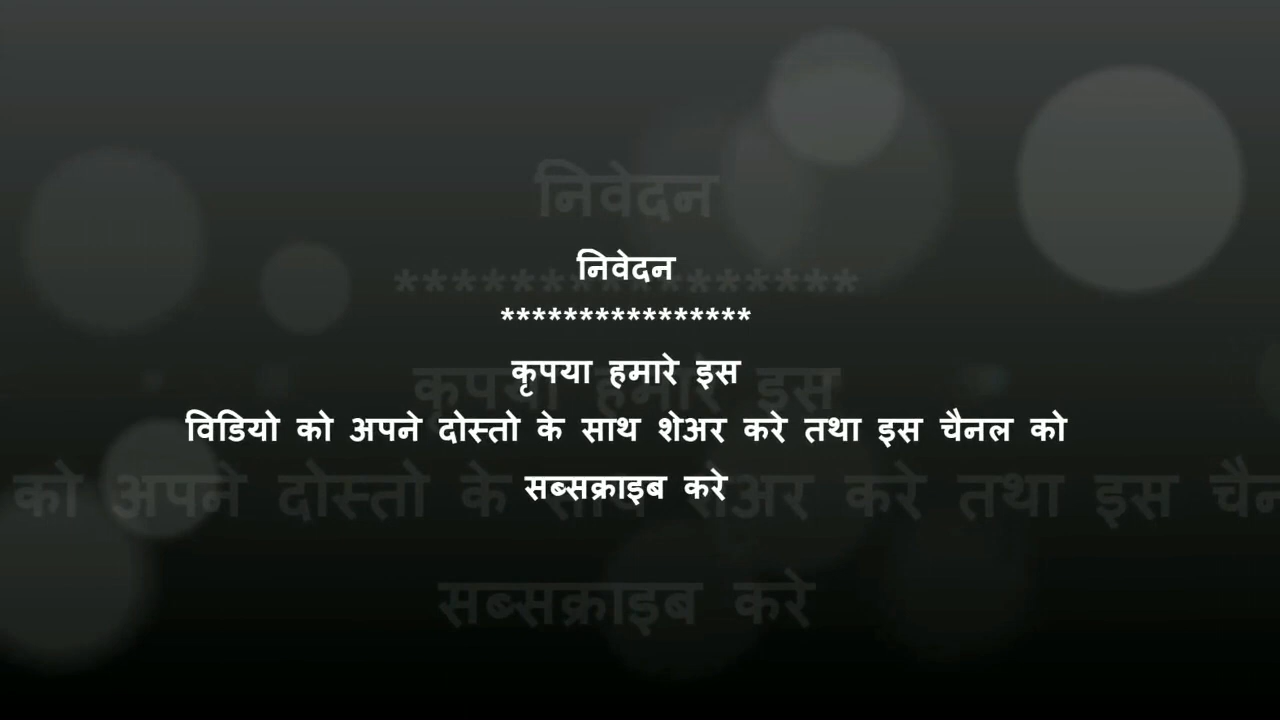 निवेदन
****************
कृपया हमारे इस
विडियो को अपने दोस्तो के साथ शेअर करे तथा इस चैनल को
सब्सक्राइब करे